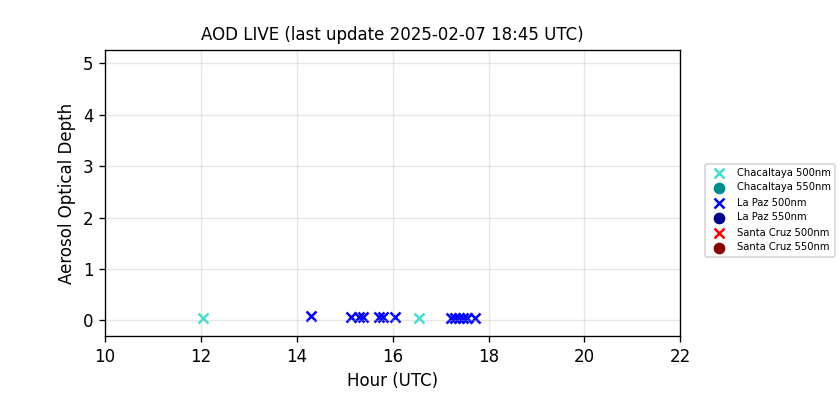 AOD LIVE (last update 2025-02-07 18:45 UTC)
Aerosol Optical Depth
5
4
3
2
1
0
10 12 14 16 18 20 22
Hour (UTC)
Chacaltaya 500nm
Chacaltaya 550nm
La Paz 500nm
La Paz 550nm
Santa Cruz 500nm
Santa Cruz 550nm